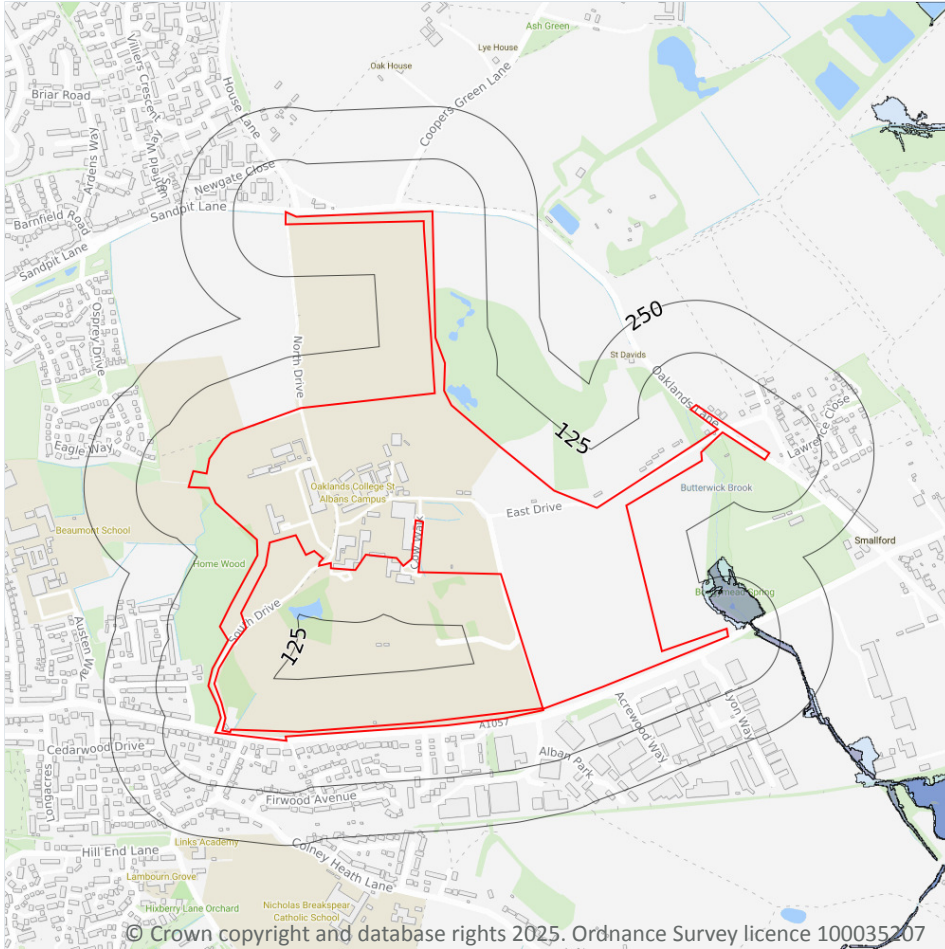 Ash Green
Lye House
Oak House
Villiers Crescent
Briar Road
House Lane
Coopers Green Lane
Ardens Way
Newgate Close
Sandpit Lane
Barnfield Road
Sandpit Lane
Osprey Drive
250
North Drive
St Davids
Oaklands Lane
Lawrence Close
125
Eagle Way
Oaklands College St
Albans Campus
Butterwick Brook
East Drive
Beaumont School
Cow Walk
Smallford
Home Wood
South Drive
Austen Way
125
Acrewood Way
Lyon Way
A1057
Cedarwood Drive
Alban Park
Longacres
Firwood Avenue
Links Academy
Hill End Lane
Colney Heath Lane
Lambourn Grove
Hixberry Lane Orchard
Nicholas Breakspear
Catholic School
© Crown copyright and database rights 2025. Ordnance Survey licence 100035207